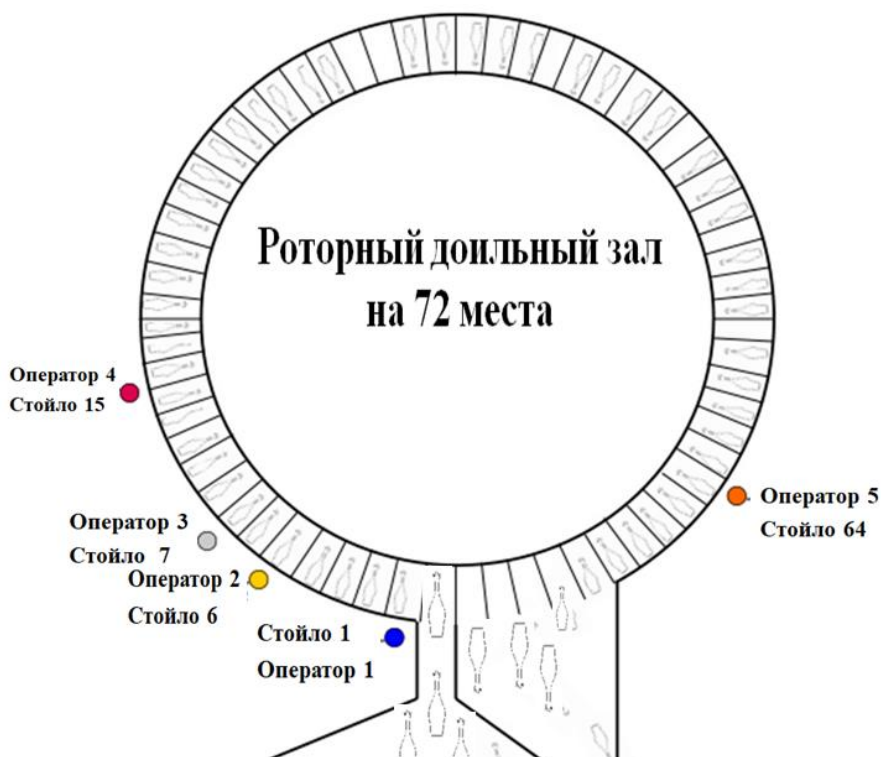 Роторный доильный зал
на 72 места
Оператор 4
Стойло 15
Оператор 3
Стойло 7
Оператор 2
Стойло 6
Стойло 1
Оператор 1
Оператор 5
Стойло 64